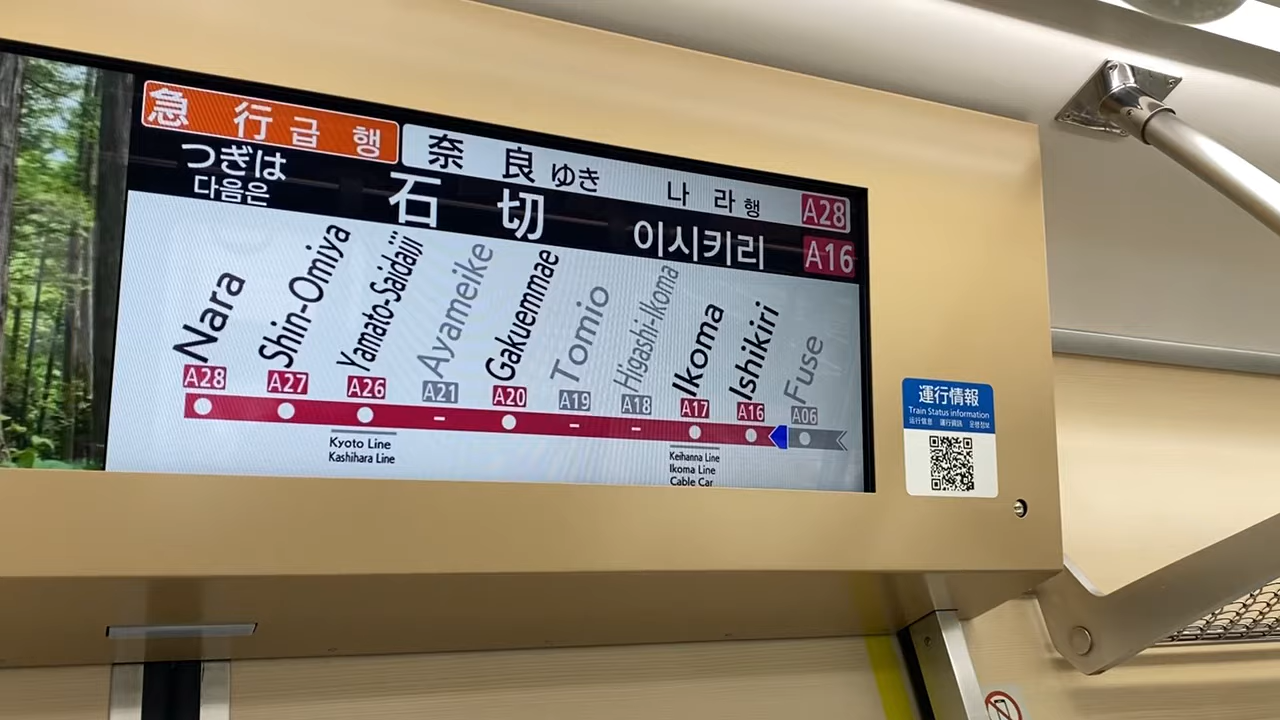 急行 급행
奈良ゆき 나라행 A28
つぎは
다음은
石切 이시키리 A16
Nara Shin-Omiya Yamato-Saidaiji Ayameike Gakuemmae Tomio Higashi-Ikoma Ikoma Ishikiri Fuse
A28 A27 A26 A21 A20 A19 A18 A17 A16 A06
Kyoto Line
Kashihara Line
Keihanna Line
Ikoma Line
Cable Car
運行情報
Train Status information